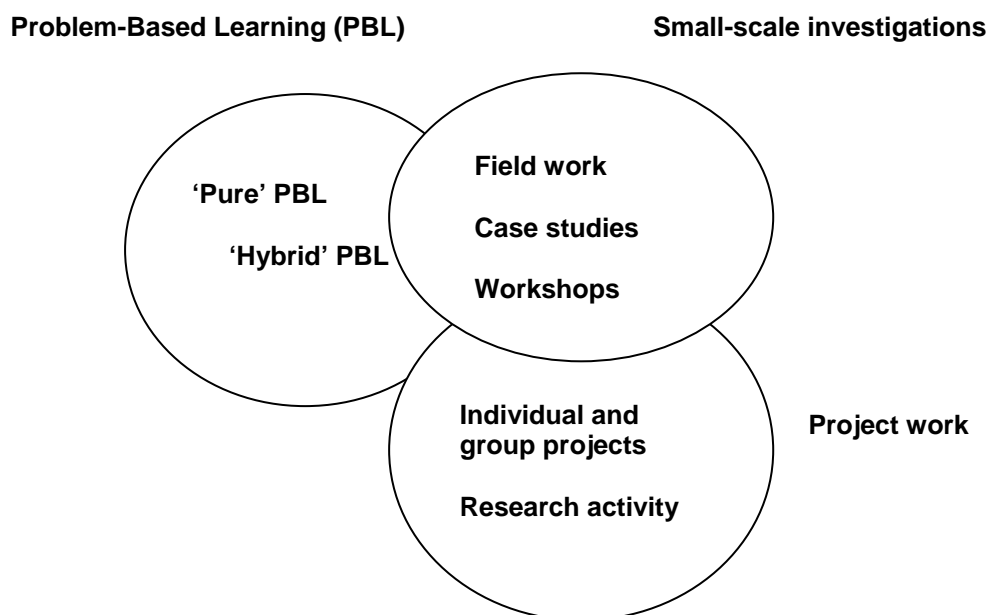 Problem-Based Learning (PBL)
Small-scale investigations
‘Pure’ PBL
‘Hybrid’ PBL
Field work
Case studies
Workshops
Individual and
group projects
Research activity
Project work